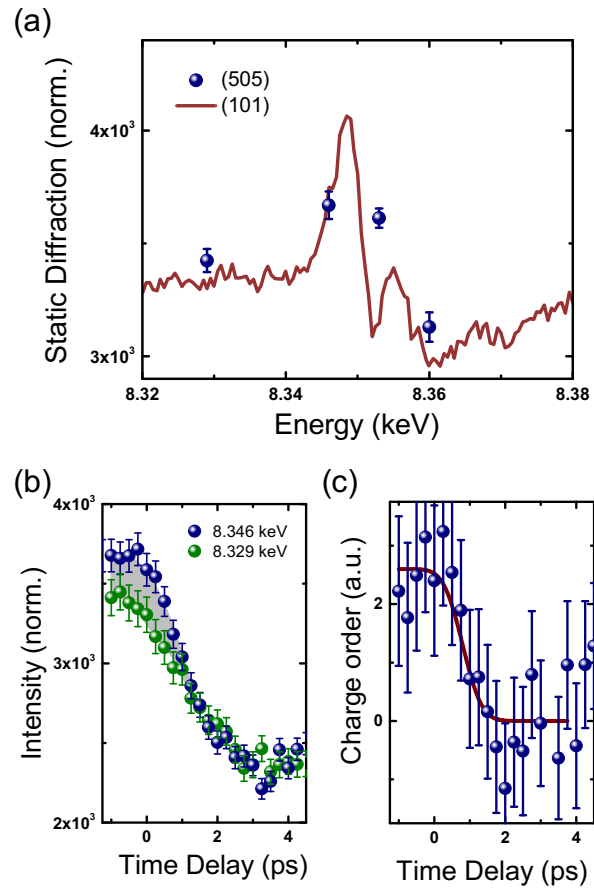 (a)
Static Diffraction (norm.)
4x10³
3x10³
(505)
(101)
8.32
8.34
8.36
8.38
Energy (keV)
(b)
Intensity (norm.)
4x10³
3x10³
2x10³
8.346 keV
8.329 keV
0
2
4
Time Delay (ps)
(c)
Charge order (a.u.)
2
0
0
2
4
Time Delay (ps)